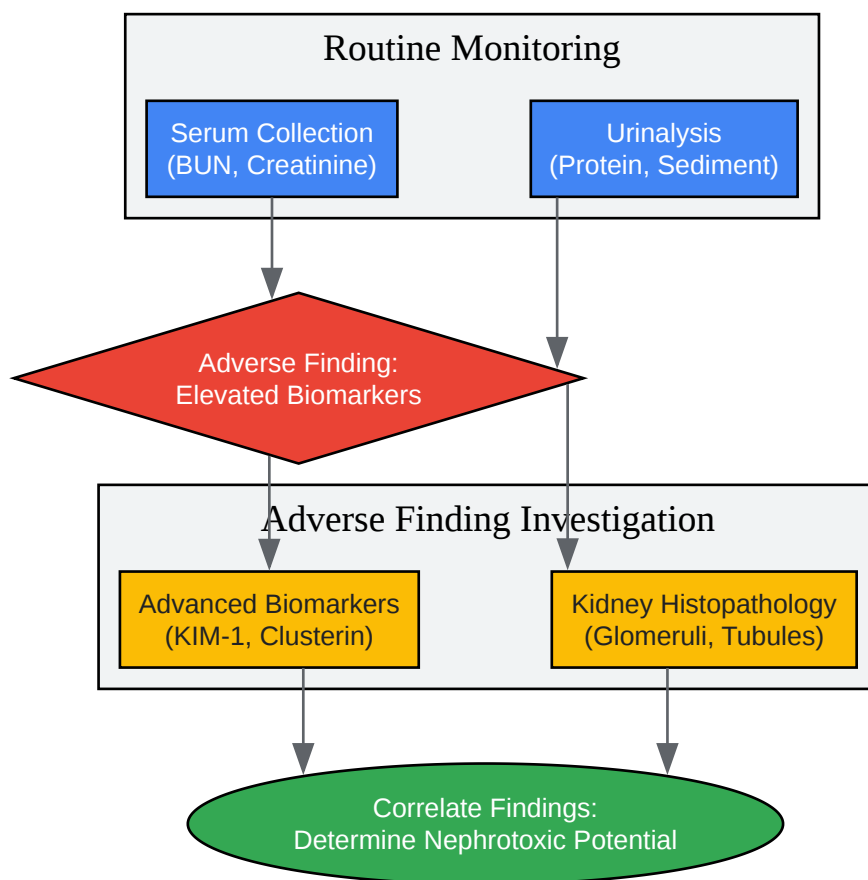 Routine Monitoring
Serum Collection
(BUN, Creatinine)
Urinalysis
(Protein, Sediment)
Adverse Finding:
Elevated Biomarkers
Adverse Finding Investigation
Advanced Biomarkers
(KIM-1, Clusterin)
Kidney Histopathology
(Glomeruli, Tubules)
Correlate Findings:
Determine Nephrotoxic Potential